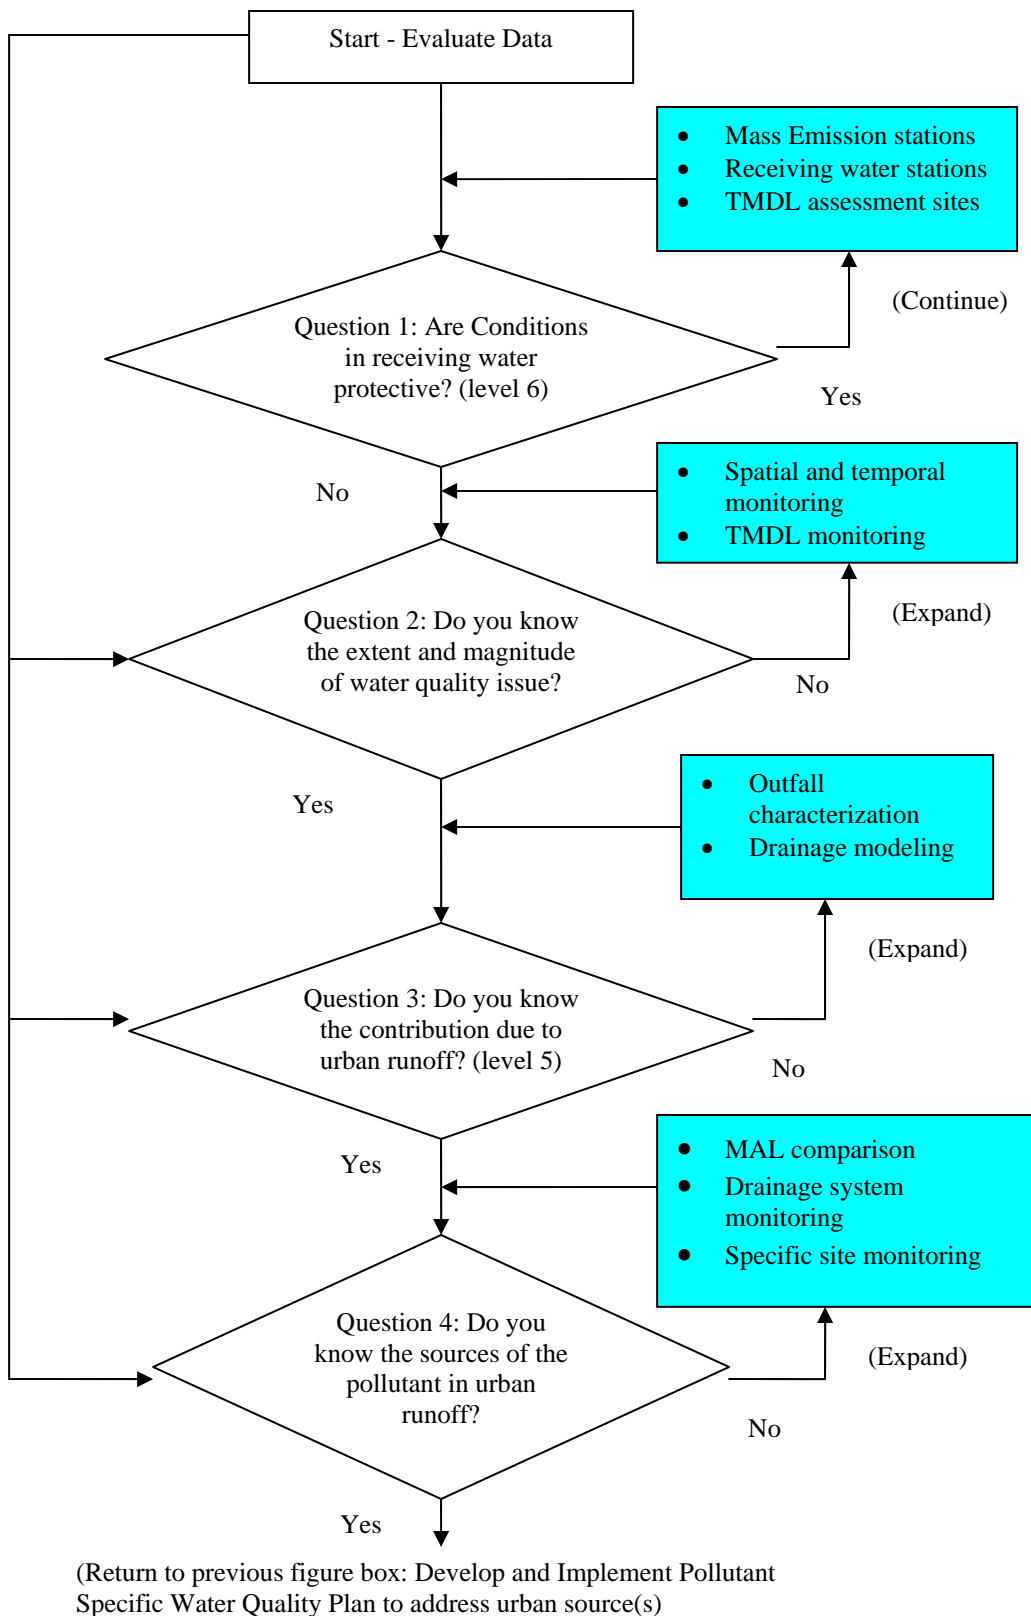 Start - Evaluate Data
• Mass Emission stations
• Receiving water stations
• TMDL assessment sites
(Continue)
Question 1: Are Conditions
in receiving water
protective? (level 6)
Yes
No
• Spatial and temporal
monitoring
• TMDL monitoring
(Expand)
Question 2: Do you know
the extent and magnitude
of water quality issue?
No
Yes
• Outfall
characterization
• Drainage modeling
(Expand)
Question 3: Do you know
the contribution due to
urban runoff? (level 5)
No
Yes
• MAL comparison
• Drainage system
monitoring
• Specific site monitoring
(Expand)
Question 4: Do you
know the sources of the
pollutant in urban
runoff?
No
Yes
(Return to previous figure box: Develop and Implement Pollutant
Specific Water Quality Plan to address urban source(s)